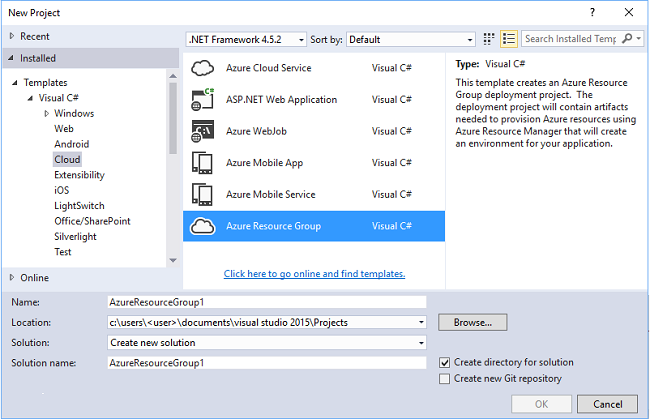 New Project
? ×
Recent
Installed
Templates
Visual C#
Windows
Web
Android
Cloud
Extensibility
iOS
LightSwitch
Office/SharePoint
Silverlight
Test
Online
.NET Framework 4.5.2 Sort by: Default
Search Installed Temp
Azure Cloud Service Visual C#
ASP.NET Web Application Visual C#
Azure WebJob Visual C#
Azure Mobile App Visual C#
Azure Mobile Service Visual C#
Azure Resource Group Visual C#
Click here to go online and find templates.
Type: Visual C#
This template creates an Azure Resource
Group deployment project. The
deployment project will contain artifacts
needed to provision Azure resources using
Azure Resource Manager that will create
an environment for your application.
Name: AzureResourceGroup1
Location: c:\users\<user>\documents\visual studio 2015\Projects Browse...
Solution: Create new solution
Solution name: AzureResourceGroup1
Create directory for solution
Create new Git repository
OK Cancel